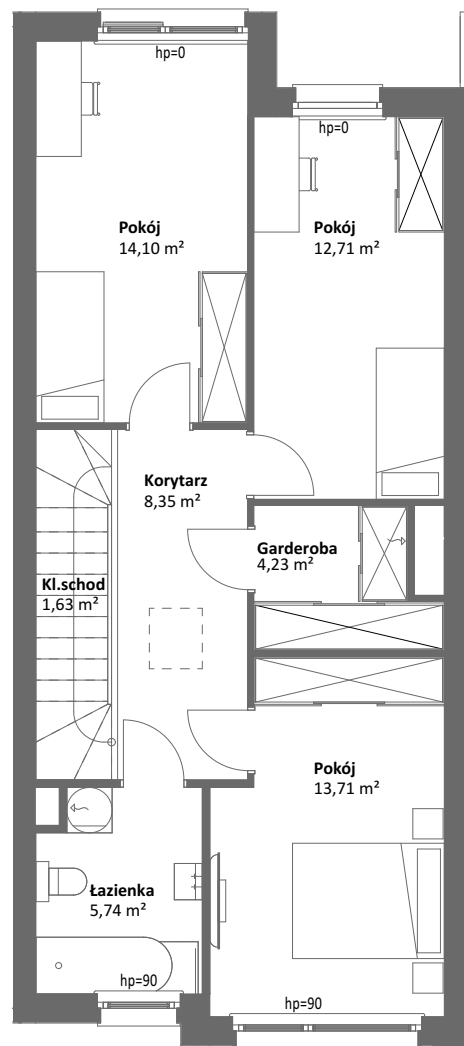 hp=0
hp=0
Pokój
14,10 m²
Pokój
12,71 m²
Korytarz
8,35 m²
Garderoba
4,23 m²
Kl.schod
1,63 m²
Pokój
13,71 m²
Łazienka
5,74 m²
hp=90
hp=90